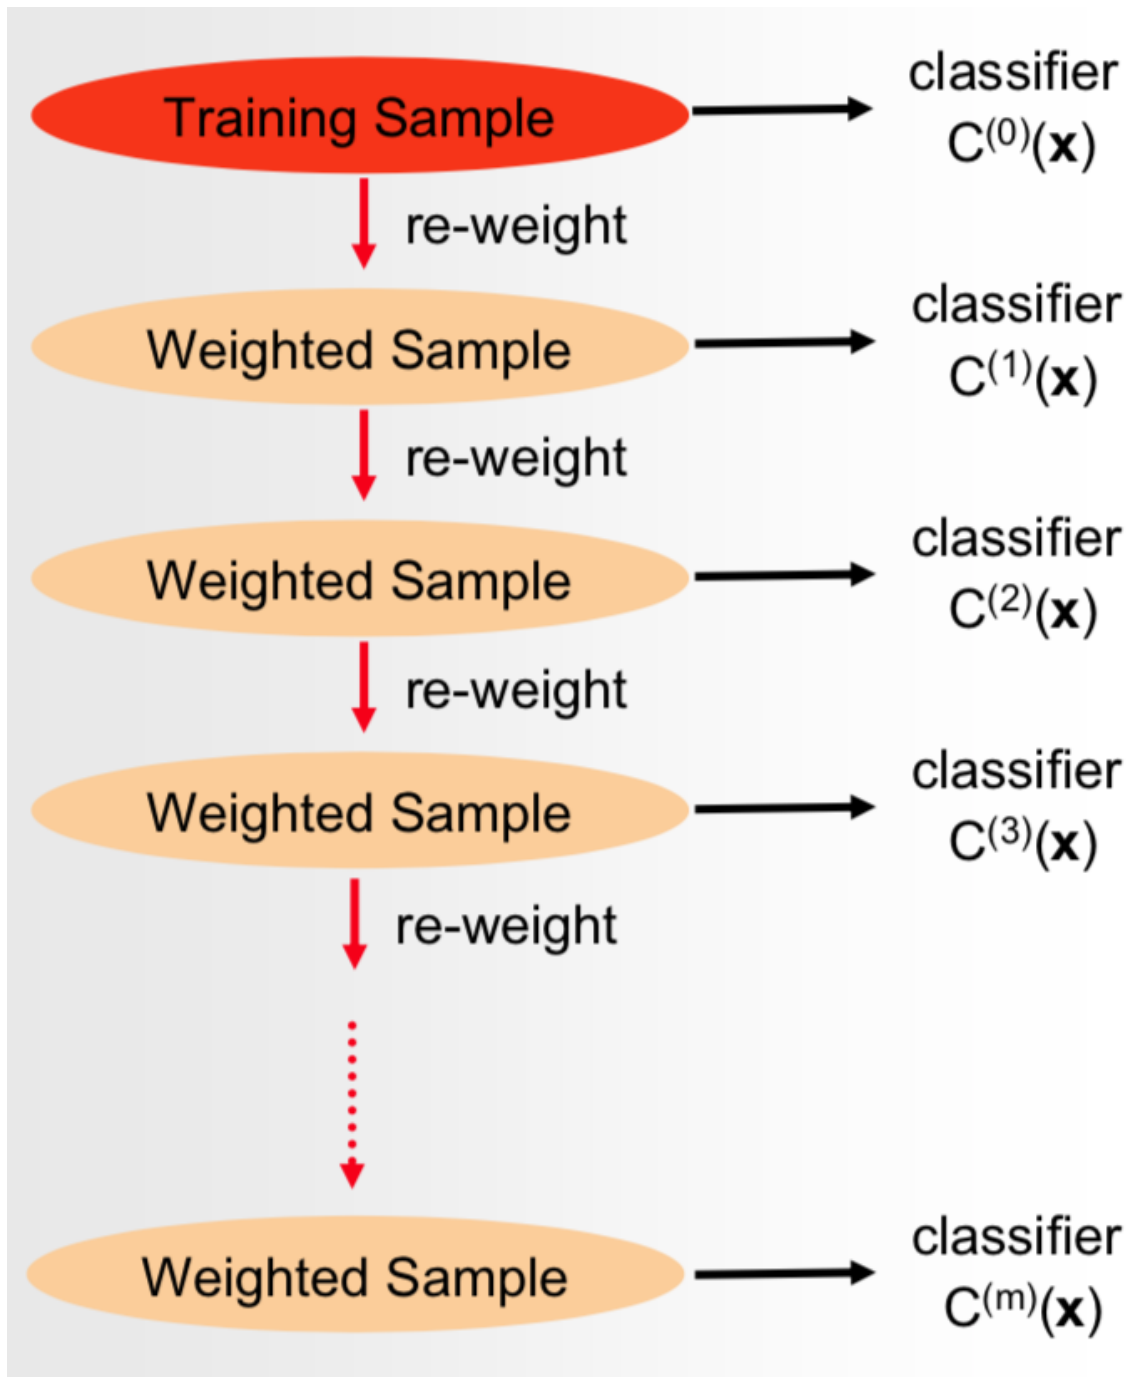 Training Sample
classifier
C⁽⁰⁾(x)
re-weight
Weighted Sample
classifier
C⁽¹⁾(x)
re-weight
Weighted Sample
classifier
C⁽²⁾(x)
re-weight
Weighted Sample
classifier
C⁽³⁾(x)
re-weight
Weighted Sample
classifier
C⁽ᵐ⁾(x)